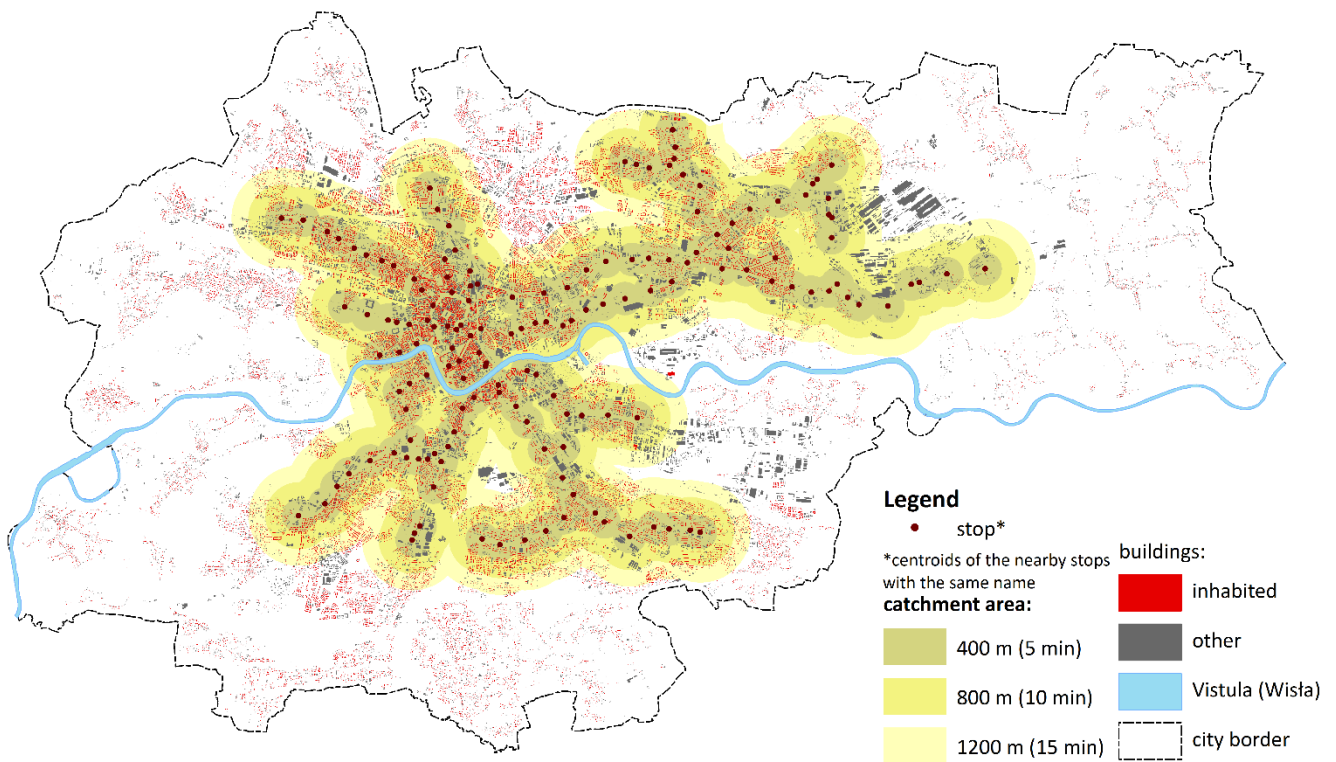 Legend
stop*
*centroids of the nearby stops
with the same name
catchment area:
400 m (5 min)
800 m (10 min)
1200 m (15 min)
buildings:
inhabited
other
Vistula (Wisła)
city border